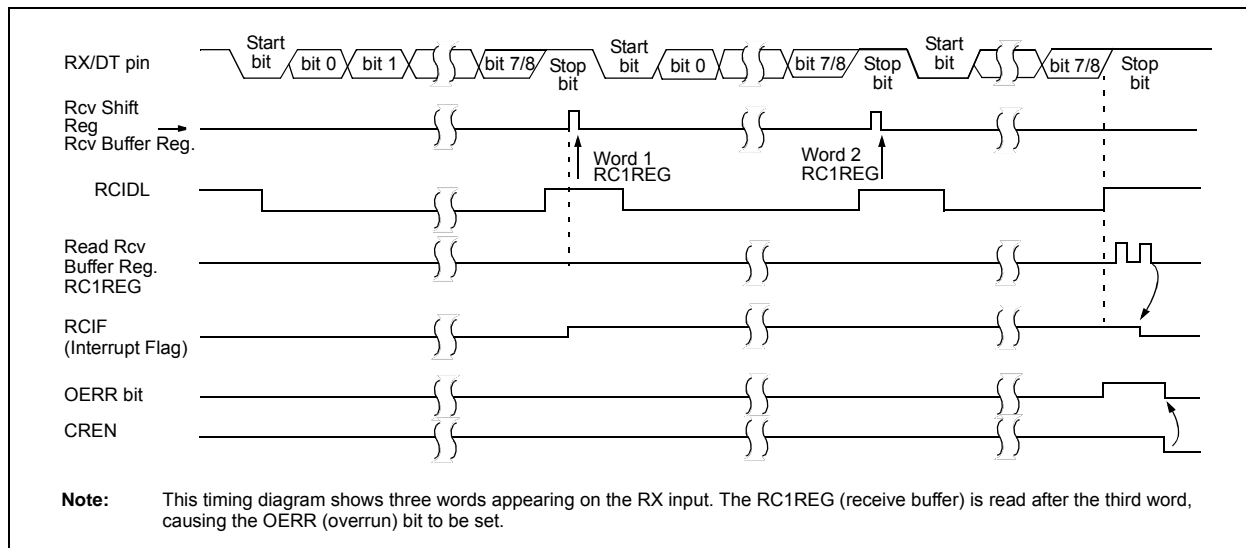 Start bit
Start bit
Start bit
RX/DT pin
bit 0
bit 1
bit 7/8
Stop bit
bit 0
bit 7/8
Stop bit
bit 7/8
Stop bit
Rcv Shift
Reg
Rcv Buffer Reg.
Word 1
RC1REG
Word 2
RC1REG
RCIDL
Read Rcv
Buffer Reg.
RC1REG
RCIF
(Interrupt Flag)
OERR bit
CREN
Note: This timing diagram shows three words appearing on the RX input. The RC1REG (receive buffer) is read after the third word,
causing the OERR (overrun) bit to be set.